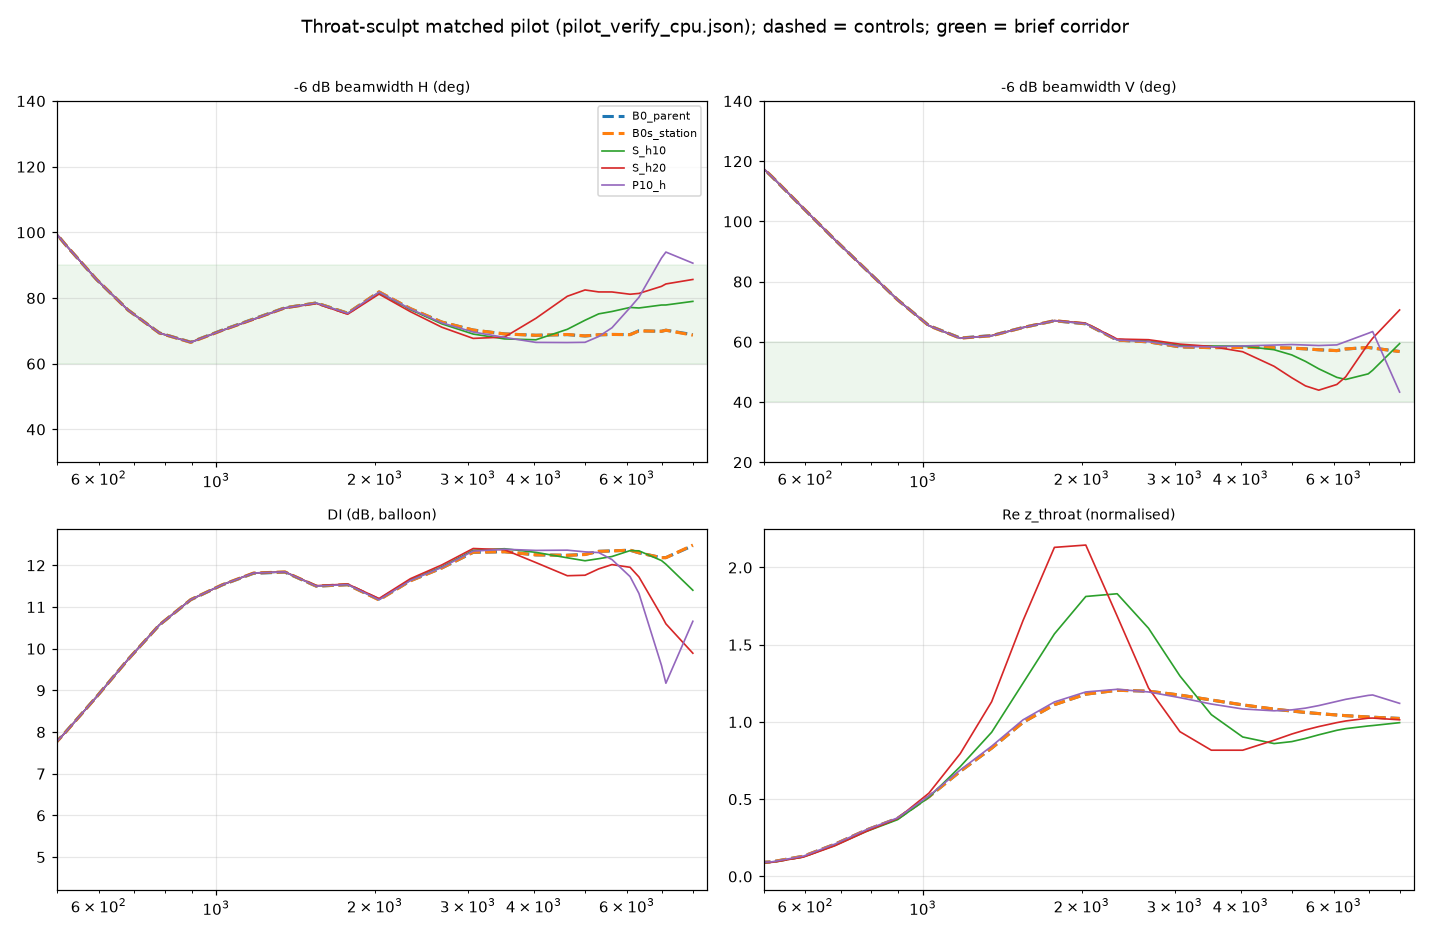 Throat-sculpt matched pilot (pilot_verify_cpu.json); dashed = controls; green = brief corridor
-6 dB beamwidth H (deg)
140
120
100
80
60
40
6 × 10²
10³
2 × 10³
3 × 10³
4 × 10³
6 × 10³
B0_parent
B0s_station
S_h10
S_h20
P10_h
-6 dB beamwidth V (deg)
140
120
100
80
60
40
20
6 × 10²
10³
2 × 10³
3 × 10³
4 × 10³
6 × 10³
DI (dB, balloon)
12
11
10
9
8
7
6
5
6 × 10²
10³
2 × 10³
3 × 10³
4 × 10³
6 × 10³
Re z_throat (normalised)
2.0
1.5
1.0
0.5
0.0
6 × 10²
10³
2 × 10³
3 × 10³
4 × 10³
6 × 10³